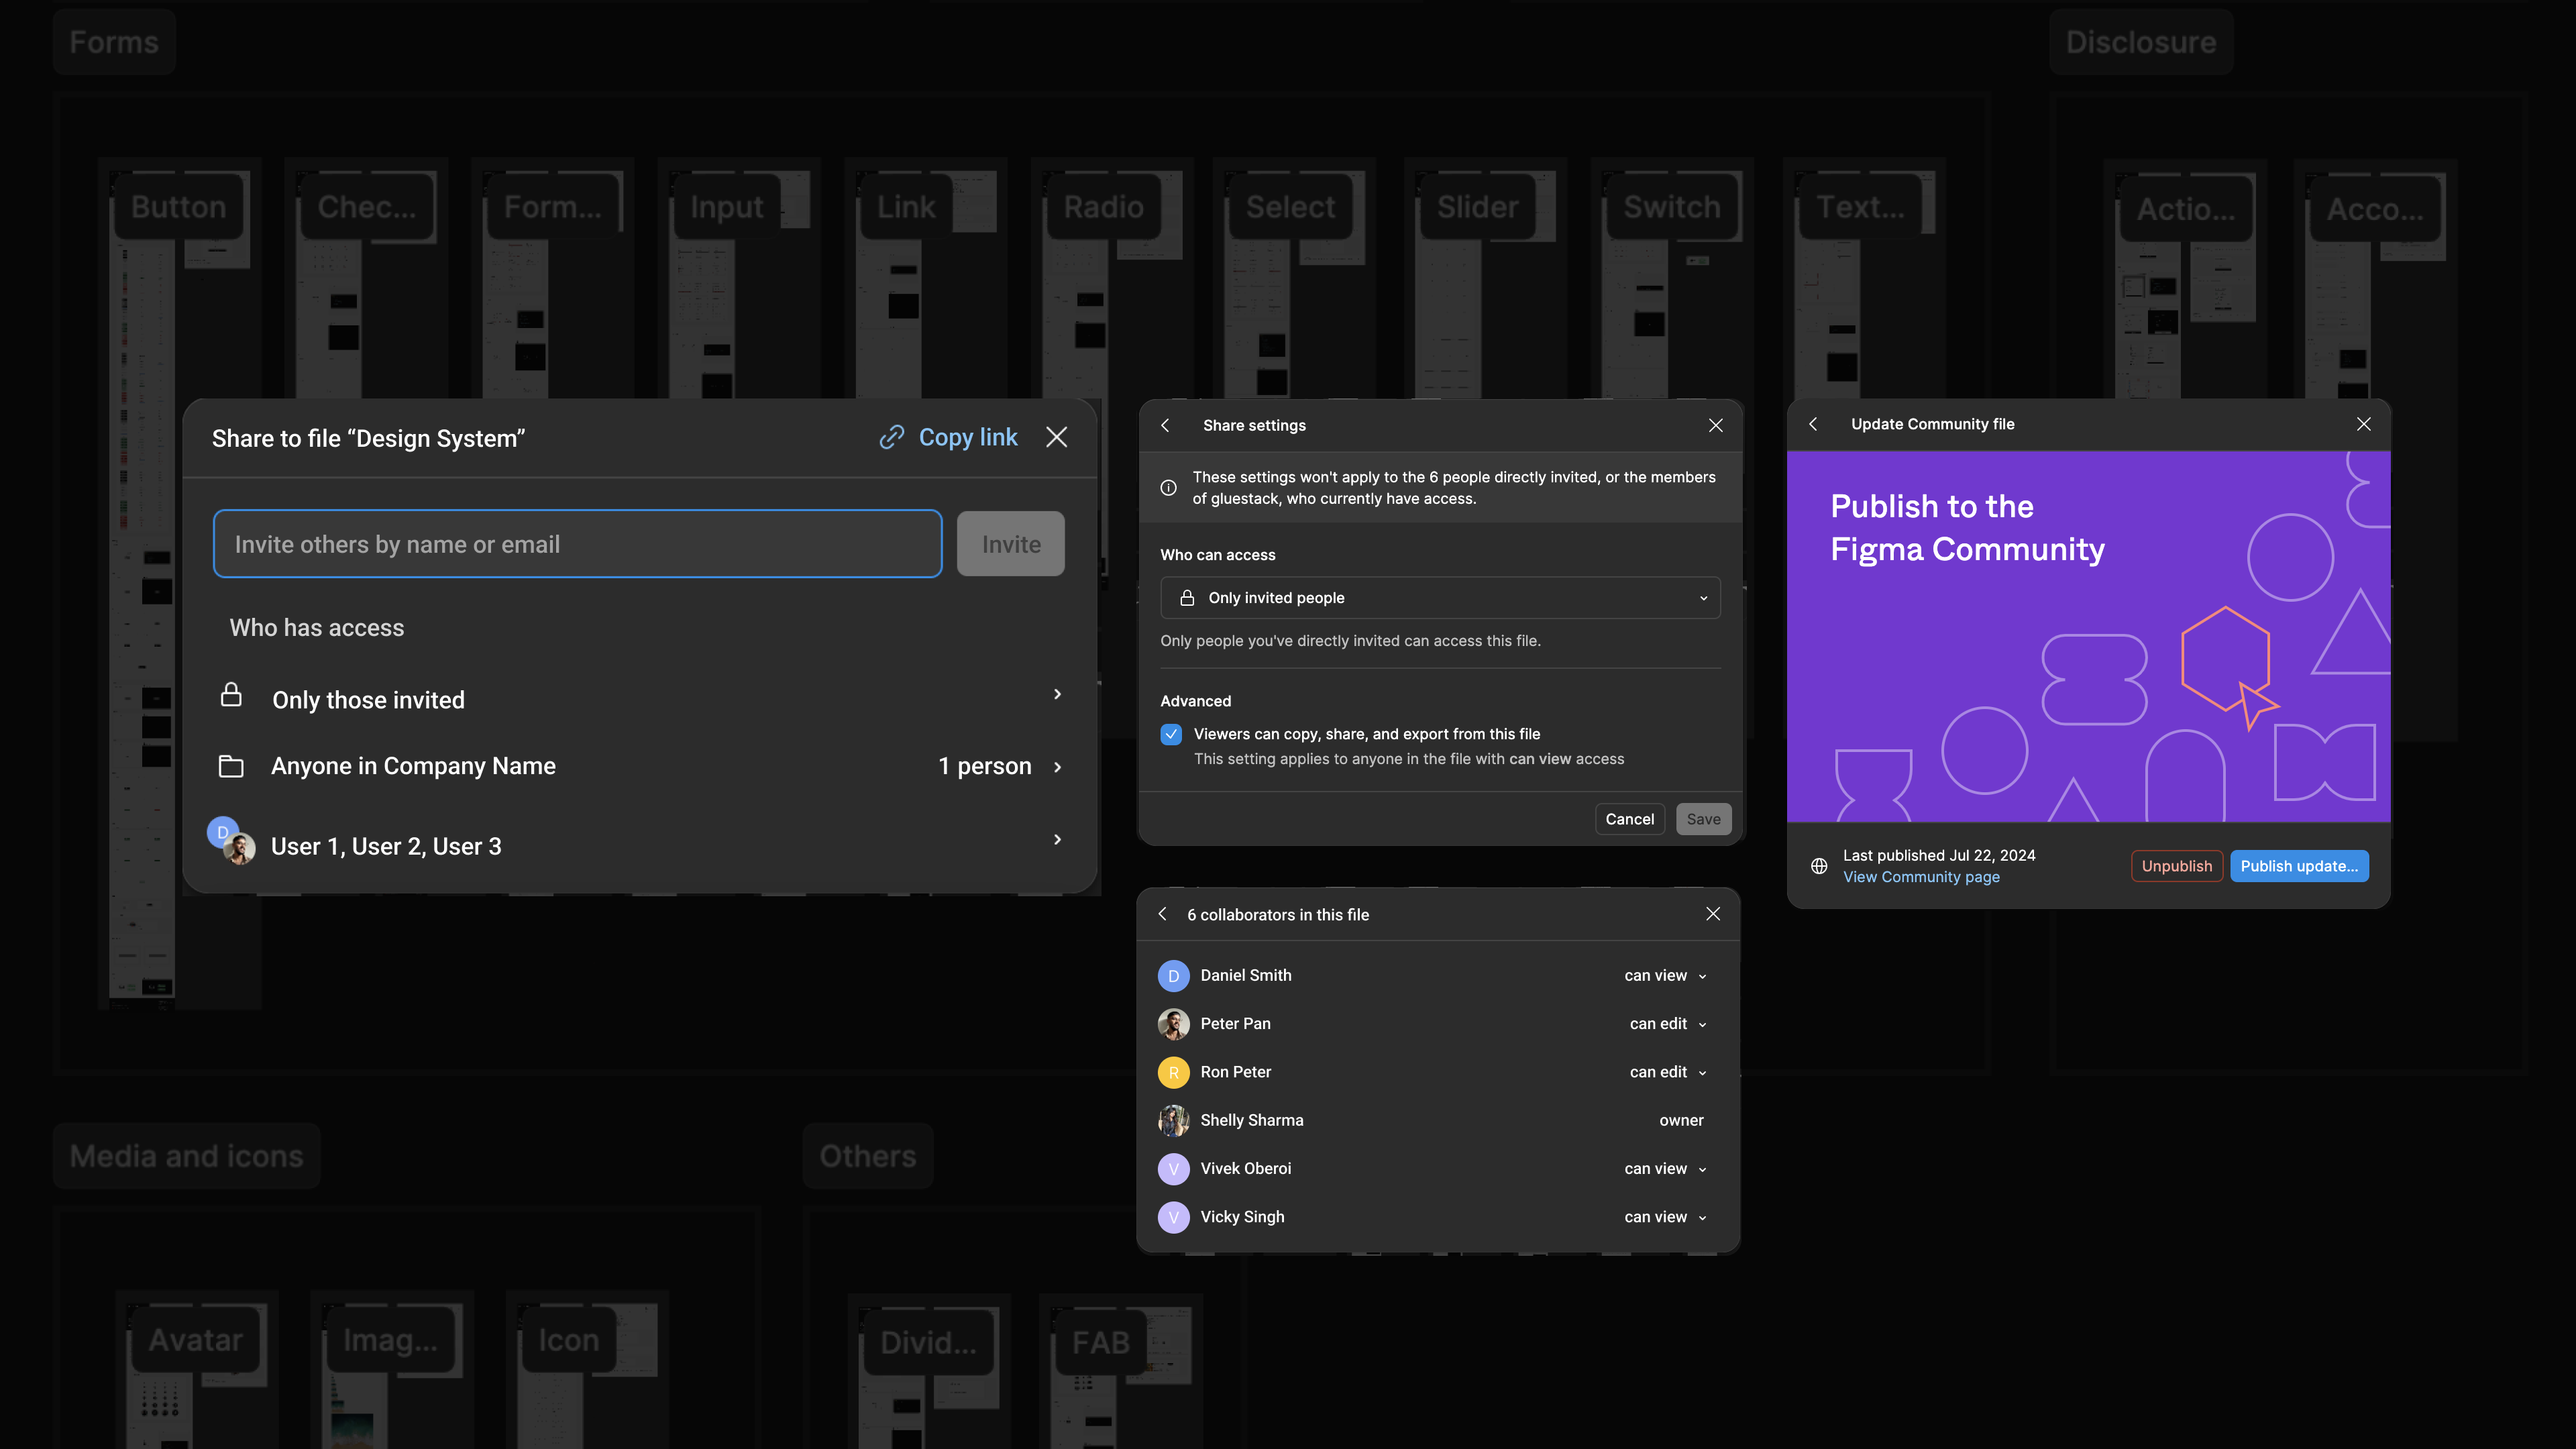 Forms
Disclosure
Button
Chec...
Form...
Input
Link
Radio
Select
Slider
Switch
Text...
Actio...
Acco...
Share to file “Design System”
Copy link
Invite others by name or email
Invite
Who has access
Only those invited
Anyone in Company Name
1 person
D
User 1, User 2, User 3
Share settings
These settings won't apply to the 6 people directly invited, or the members
of gluestack, who currently have access.
Who can access
Only invited people
Only people you've directly invited can access this file.
Advanced
Viewers can copy, share, and export from this file
This setting applies to anyone in the file with can view access
Cancel
Save
Update Community file
Publish to the
Figma Community
Last published Jul 22, 2024
View Community page
Unpublish
Publish update...
6 collaborators in this file
D Daniel Smith can view
Peter Pan can edit
R Ron Peter can edit
Shelly Sharma owner
V Vivek Oberoi can view
V Vicky Singh can view
Media and icons
Others
Avatar
Imag...
Icon
Divid...
FAB